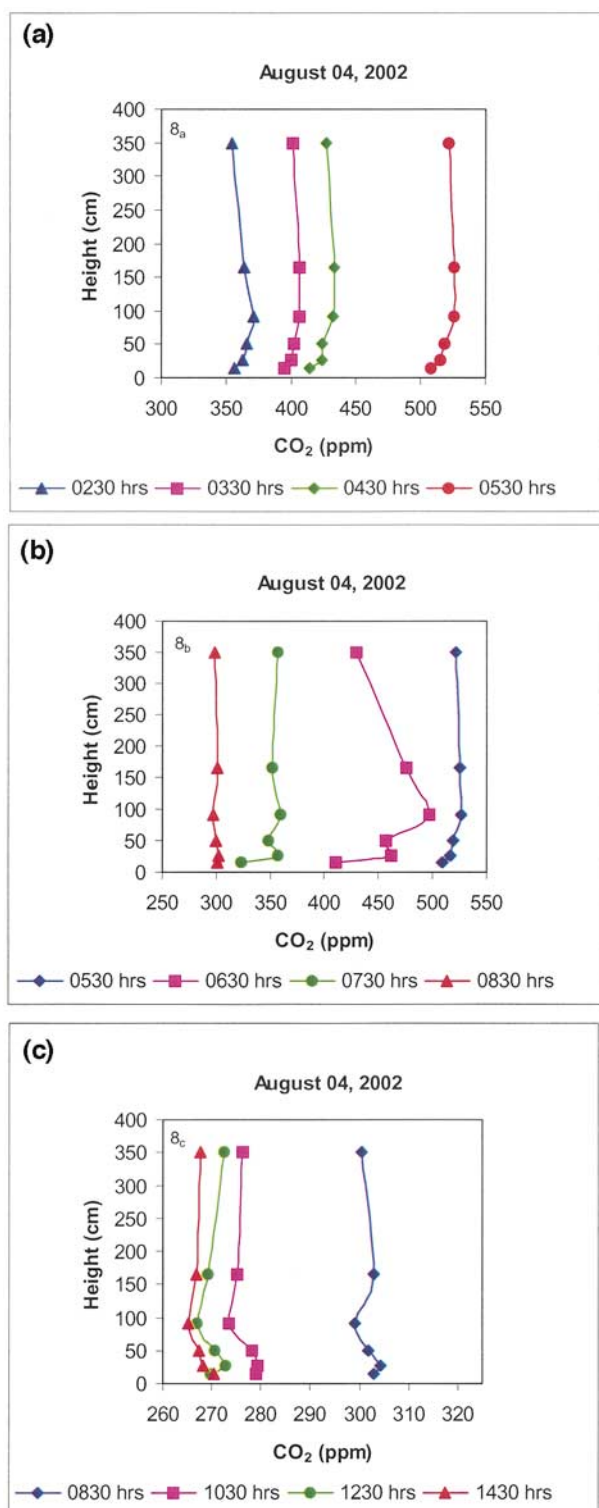 (a)
August 04, 2002
8a
Height (cm)
400
350
300
250
200
150
100
50
0
300 350 400 450 500 550
CO₂ (ppm)
0230 hrs 0330 hrs 0430 hrs 0530 hrs
(b)
August 04, 2002
8b
Height (cm)
400
350
300
250
200
150
100
50
0
250 300 350 400 450 500 550
CO₂ (ppm)
0530 hrs 0630 hrs 0730 hrs 0830 hrs
(c)
August 04, 2002
8c
Height (cm)
400
350
300
250
200
150
100
50
0
260 270 280 290 300 310 320
CO₂ (ppm)
0830 hrs 1030 hrs 1230 hrs 1430 hrs